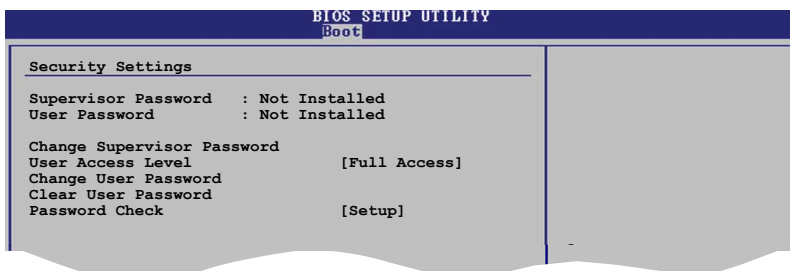 BIOS SETUP UTILITY
Boot
Security Settings
Supervisor Password : Not Installed
User Password : Not Installed
Change Supervisor Password
User Access Level [Full Access]
Change User Password
Clear User Password
Password Check [Setup]